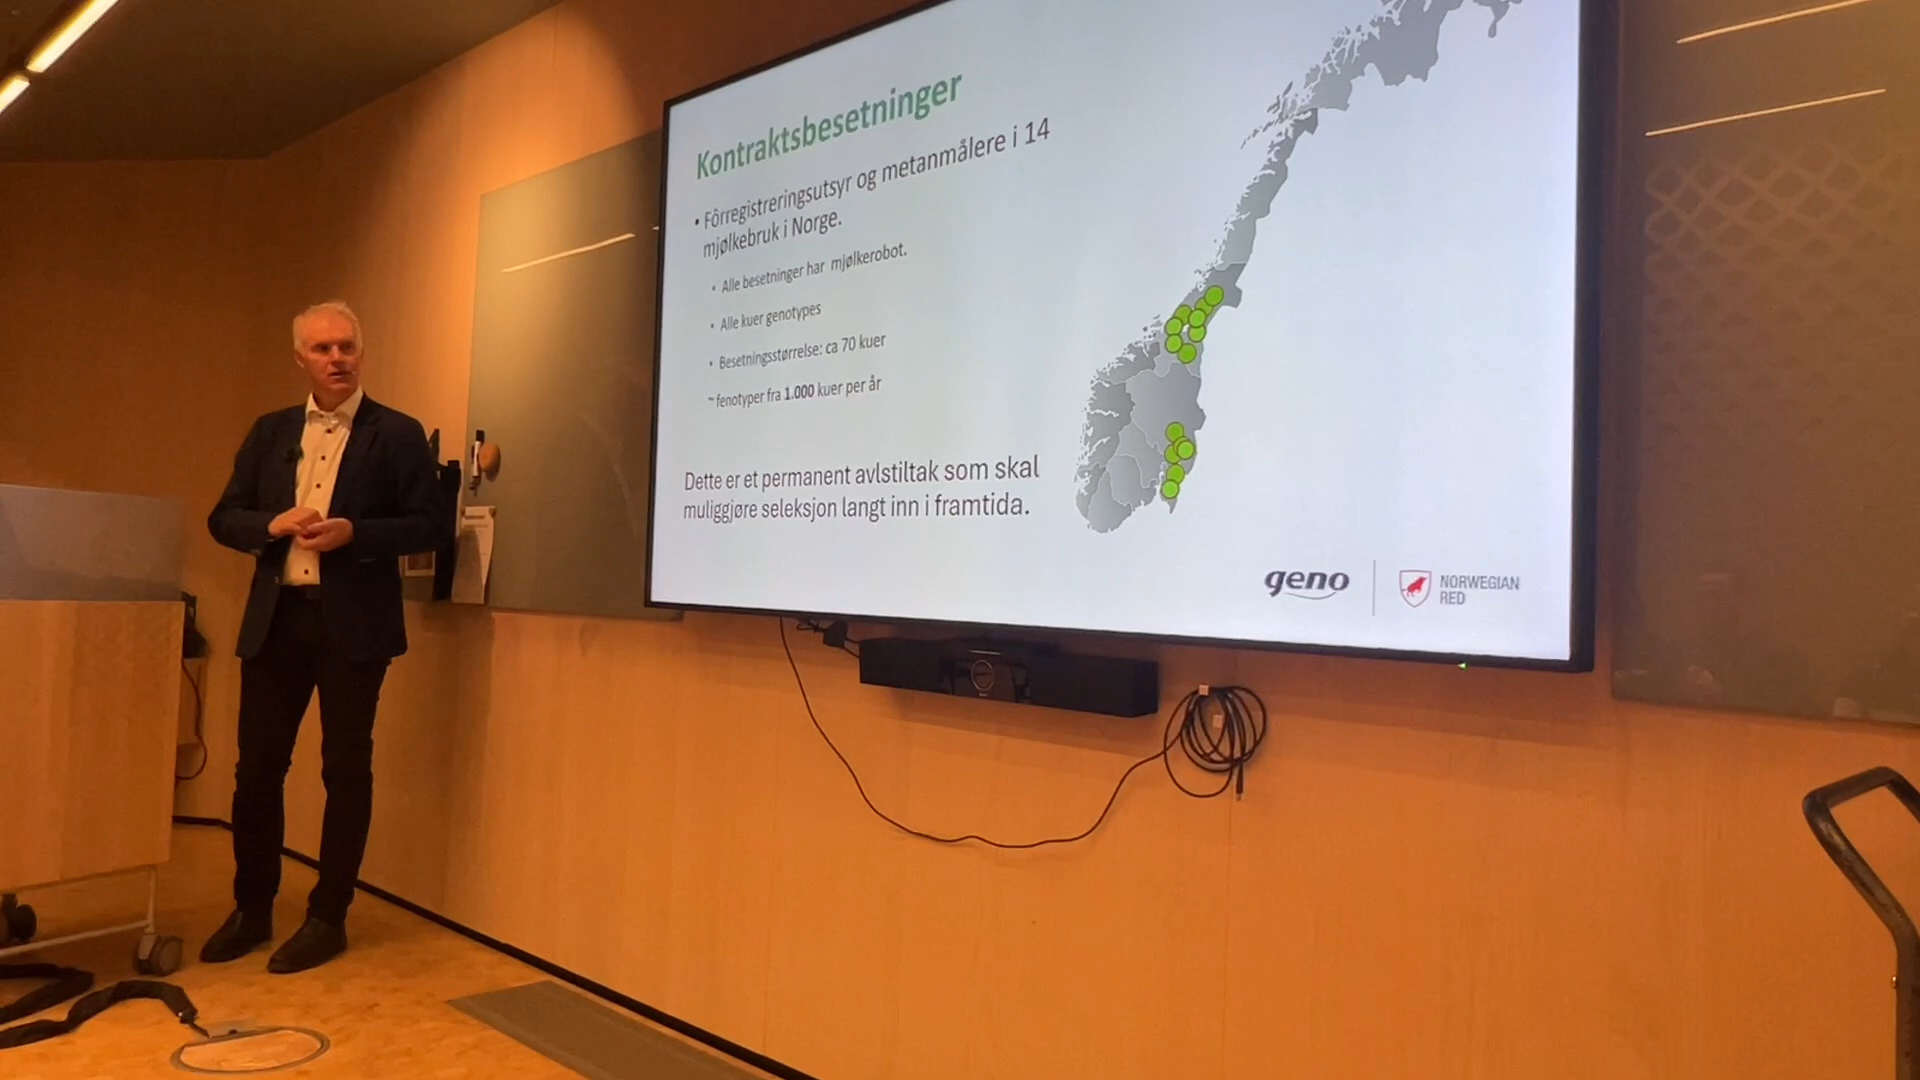 Kontraktsbesetninger
• Fôrregistreringsutsyr og metanmålere i 14
mjølkebruk i Norge.
• Alle besetninger har mjølkerobot.
• Alle kuer genotypes
• Besetningsstørrelse: ca 70 kuer
~ fenotyper fra 1.000 kuer per år
Dette er et permanent avlstiltak som skal
muliggjøre seleksjon langt inn i framtida.
geno
NORWEGIAN
RED